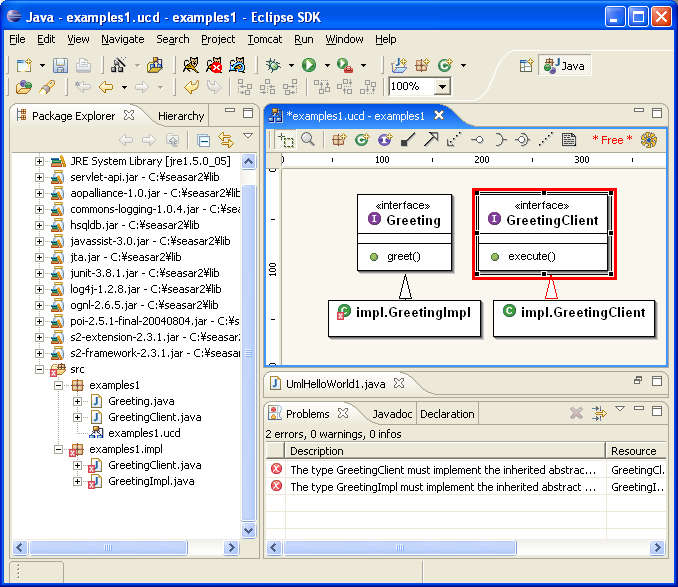 Java - examples1.ucd - examples1 - Eclipse SDK
File Edit View Navigate Search Project Tomcat Run Window Help
Java
100%
Package Explorer Hierarchy
JRE System Library [jre1.5.0_05]
servlet-api.jar - C:¥seasar2¥lib
aopalliance-1.0.jar - C:¥seasar2¥lib
commons-logging-1.0.4.jar - C:¥s
hsqldb.jar - C:¥seasar2¥lib
javassist-3.0.jar - C:¥seasar2¥lib
jta.jar - C:¥seasar2¥lib
junit-3.8.1.jar - C:¥seasar2¥lib
log4j-1.2.8.jar - C:¥seasar2¥lib
ognl-2.6.5.jar - C:¥seasar2¥lib
poi-2.5.1-final-20040804.jar - C:¥s
s2-extension-2.3.1.jar - C:¥seasa
s2-framework-2.3.1.jar - C:¥seasa
src
examples1
Greeting.java
GreetingClient.java
examples1.ucd
examples1.impl
GreetingClient.java
GreetingImpl.java
*examples1.ucd - examples1
* Free *
0 100 200 300
0
100
«interface»
Greeting
greet()
«interface»
GreetingClient
execute()
impl.GreetingImpl
impl.GreetingClient
UmlHelloWorld1.java
Problems Javadoc Declaration
2 errors, 0 warnings, 0 infos
Description Resource
The type GreetingClient must implement the inherited abstrac... GreetingCl.
The type GreetingImpl must implement the inherited abstract ... GreetingI..